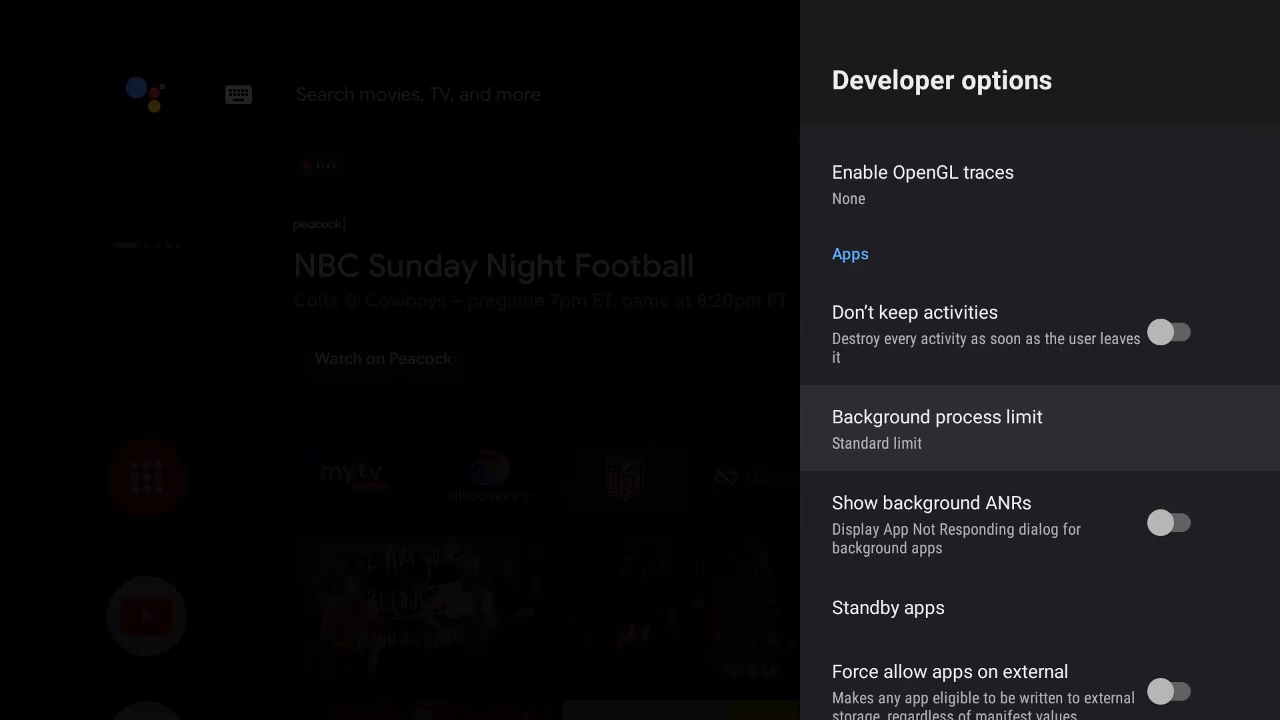 Search movies, TV, and more
LIVE
peacock
NBC Sunday Night Football
Colts @ Cowboys – pregame 7pm ET, game at 8:20pm ET
Watch on Peacock
mytv
discovery+
NFL
I AM YOUR
Developer options
Enable OpenGL traces
None
Apps
Don’t keep activities
Destroy every activity as soon as the user leaves
it
Background process limit
Standard limit
Show background ANRs
Display App Not Responding dialog for
background apps
Standby apps
Force allow apps on external
Makes any app eligible to be written to external
storage, regardless of manifest values